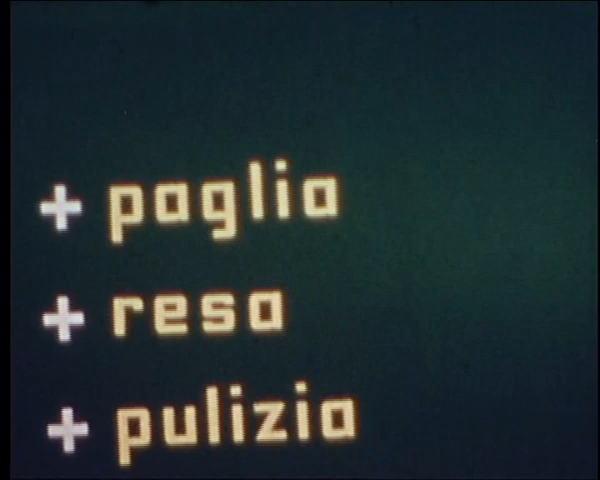 + paglia
+ resa
+ pulizia